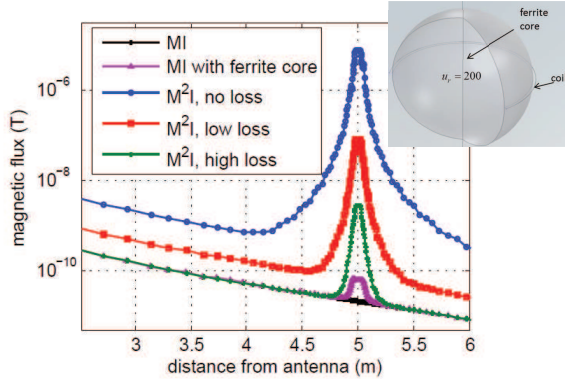 MI
MI with ferrite core
M²I, no loss
M²I, low loss
M²I, high loss
ferrite
core
u_r = 200
coi
magnetic flux (T)
10⁻⁶
10⁻⁸
10⁻¹⁰
3 3.5 4 4.5 5 5.5 6
distance from antenna (m)